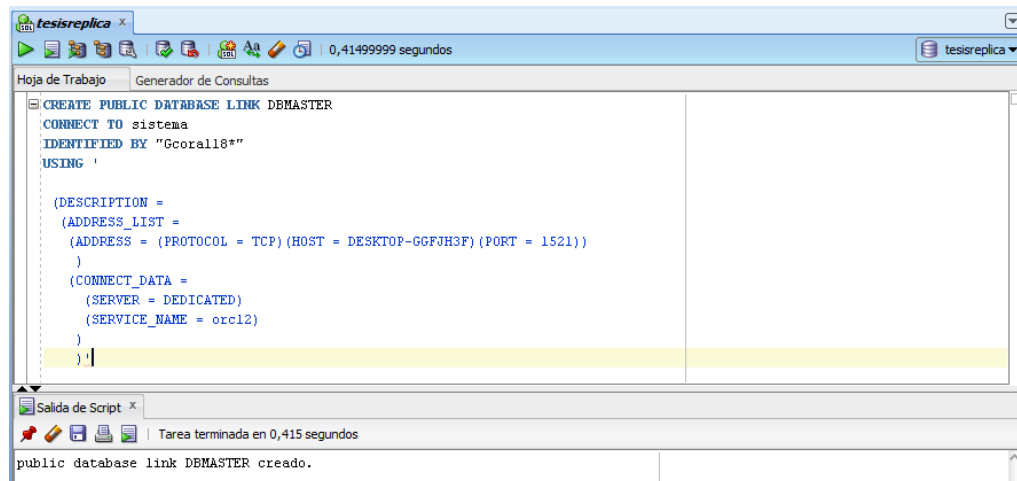 tesisreplica
0,41499999 segundos
tesisreplica
Hoja de Trabajo Generador de Consultas
CREATE PUBLIC DATABASE LINK DBMASTER
CONNECT TO sistema
IDENTIFIED BY "Gcorall8*"
USING '
(DESCRIPTION =
(ADDRESS_LIST =
(ADDRESS = (PROTOCOL = TCP)(HOST = DESKTOP-GGFJH3F)(PORT = 1521))
)
(CONNECT_DATA =
(SERVER = DEDICATED)
(SERVICE_NAME = orcl2)
)
)'
Salida de Script
Tarea terminada en 0,415 segundos
public database link DBMASTER creado.